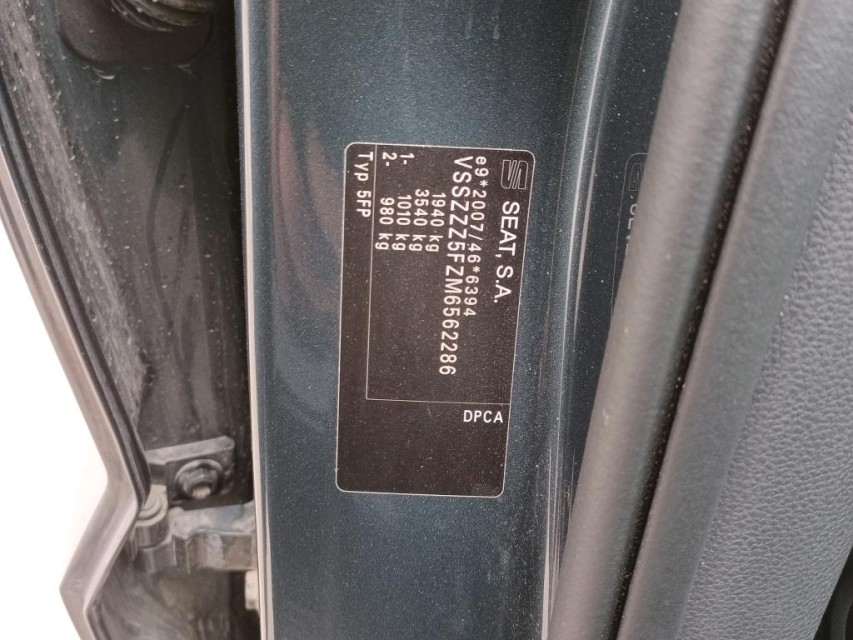 SEAT, S.A.
e9*2007/46*6394
VSSZZZ5FZM6562286
1940 kg
3540 kg
1- 1010 kg
2- 980 kg
Typ 5FP
DPCA